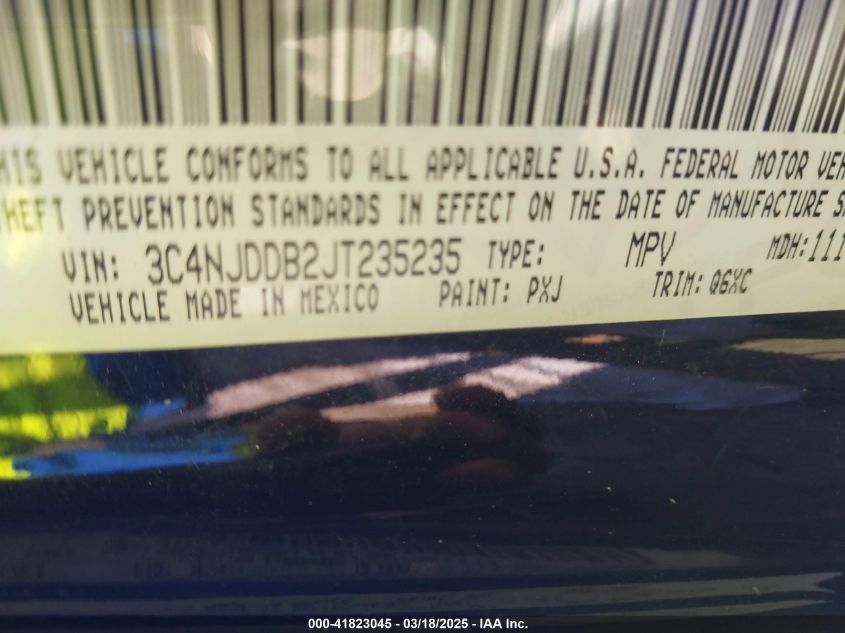 HIS VEHICLE CONFORMS TO ALL APPLICABLE U.S.A. FEDERAL MOTOR VEH
HEFT PREVENTION STANDARDS IN EFFECT ON THE DATE OF MANUFACTURE S
VIN: 3C4NJDDB2JT235235 TYPE: MPV MDH:111
VEHICLE MADE IN MEXICO PAINT: PXJ TRIM: Q6XC
000-41823045 - 03/18/2025 - IAA Inc.